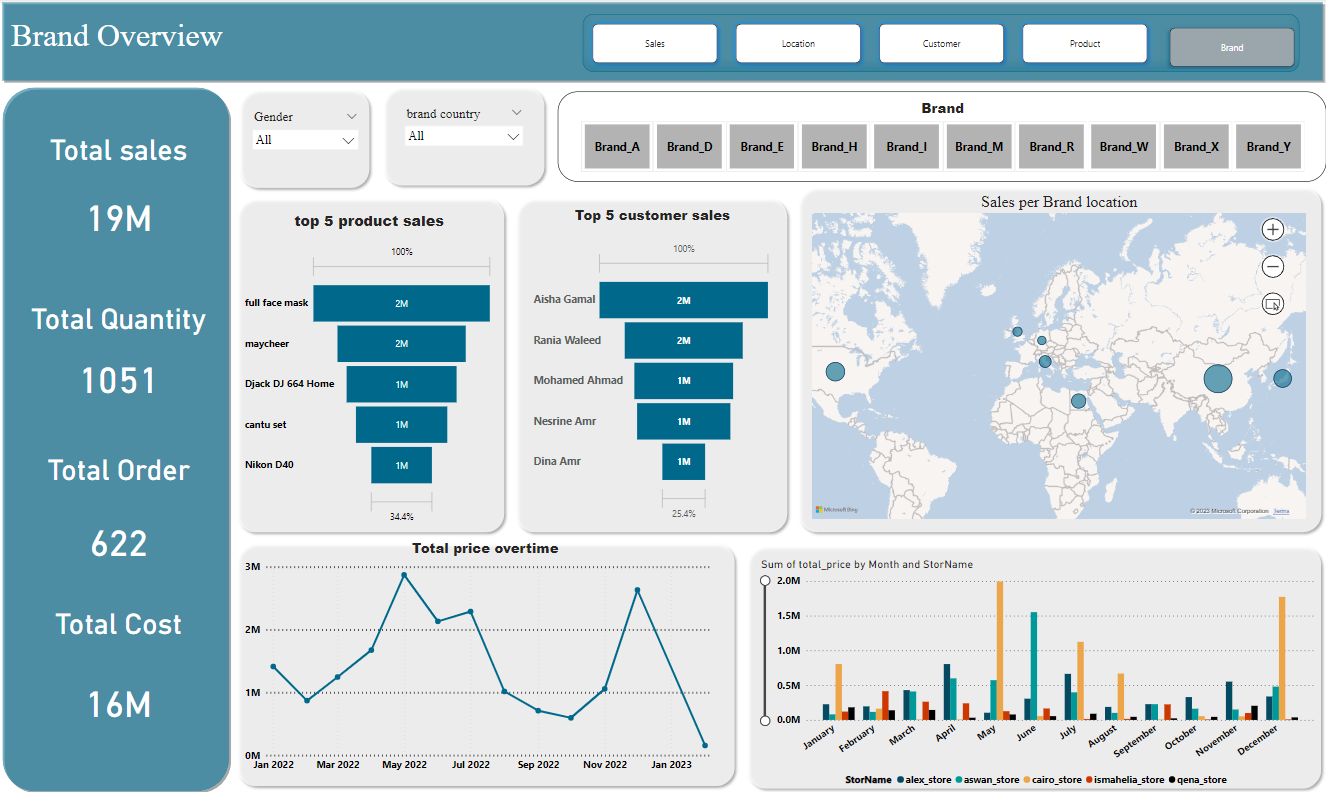 Brand Overview
Sales
Location
Customer
Product
Brand
Total sales
19M
Total Quantity
1051
Total Order
622
Total Cost
16M
Gender
All
brand country
All
Brand
Brand_A
Brand_D
Brand_E
Brand_H
Brand_I
Brand_M
Brand_R
Brand_W
Brand_X
Brand_Y
top 5 product sales
100%
full face mask
2M
maycheer
2M
Djack DJ 664 Home
1M
cantu set
1M
Nikon D40
1M
34.4%
Top 5 customer sales
100%
Aisha Gamal
2M
Rania Waleed
2M
Mohamed Ahmad
1M
Nesrine Amr
1M
Dina Amr
1M
25.4%
Sales per Brand location
Microsoft Bing
© 2023 Microsoft Corporation Terms
Total price overtime
3M
2M
1M
0M
Jan 2022
Mar 2022
May 2022
Jul 2022
Sep 2022
Nov 2022
Jan 2023
Sum of total_price by Month and StorName
2.0M
1.5M
1.0M
0.5M
0.0M
January
February
March
April
May
June
July
August
September
October
November
December
StorName alex_store aswan_store cairo_store ismahelia_store qena_store